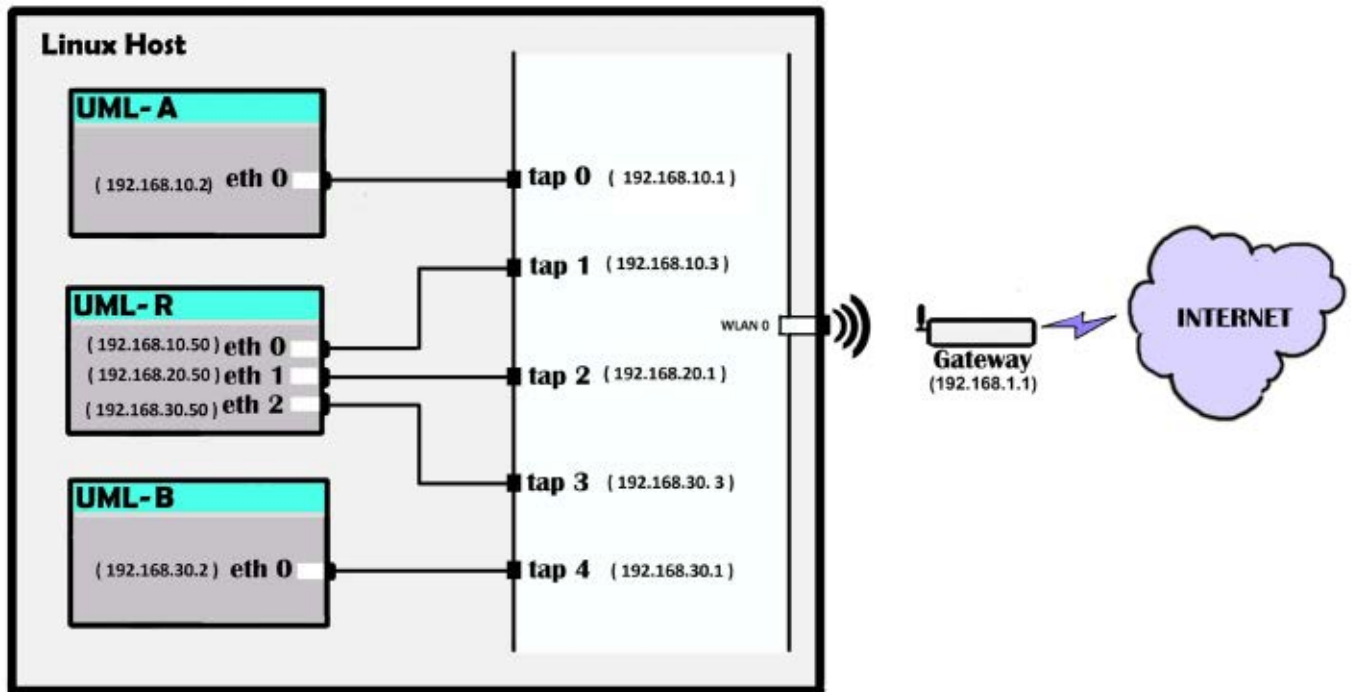 Linux Host
UML- A
( 192.168.10.2) eth 0
tap 0 ( 192.168.10.1 )
tap 1 ( 192.168.10.3 )
UML- R
( 192.168.10.50 ) eth 0
( 192.168.20.50 ) eth 1
( 192.168.30.50 ) eth 2
tap 2 ( 192.168.20.1 )
WLAN 0
Gateway
(192.168.1.1)
INTERNET
tap 3 ( 192.168.30. 3 )
UML- B
( 192.168.30.2 ) eth 0
tap 4 ( 192.168.30.1 )